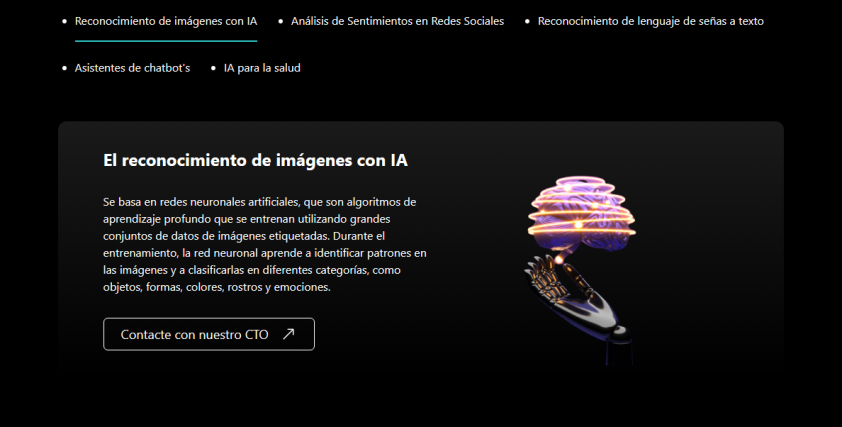 Reconocimiento de imágenes con IA
Análisis de Sentimientos en Redes Sociales
Reconocimiento de lenguaje de señas a texto
Asistentes de chatbot's
IA para la salud
El reconocimiento de imágenes con IA
Se basa en redes neuronales artificiales, que son algoritmos de
aprendizaje profundo que se entrenan utilizando grandes
conjuntos de datos de imágenes etiquetadas. Durante el
entrenamiento, la red neuronal aprende a identificar patrones en
las imágenes y a clasificarlas en diferentes categorías, como
objetos, formas, colores, rostros y emociones.
Contacte con nuestro CTO